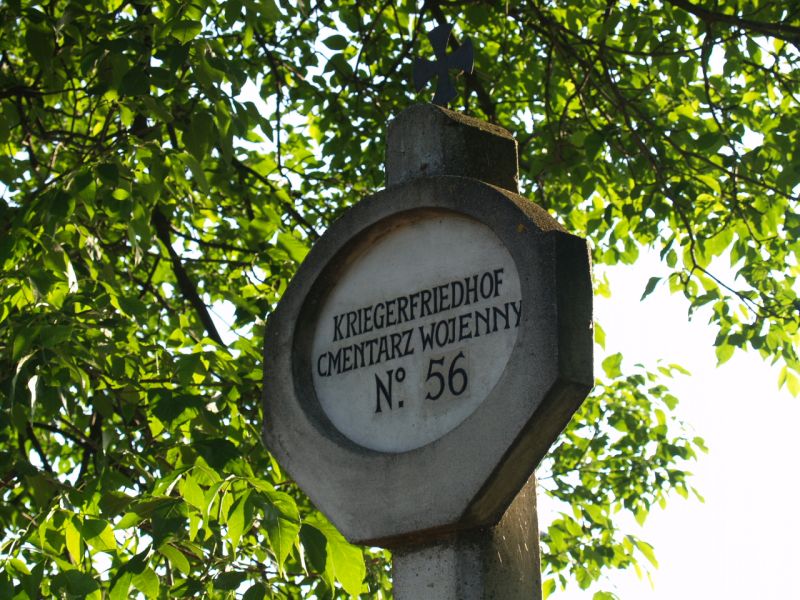 KRIEGERFRIEDHOF
CMENTARZ WOJENNY
No. 56